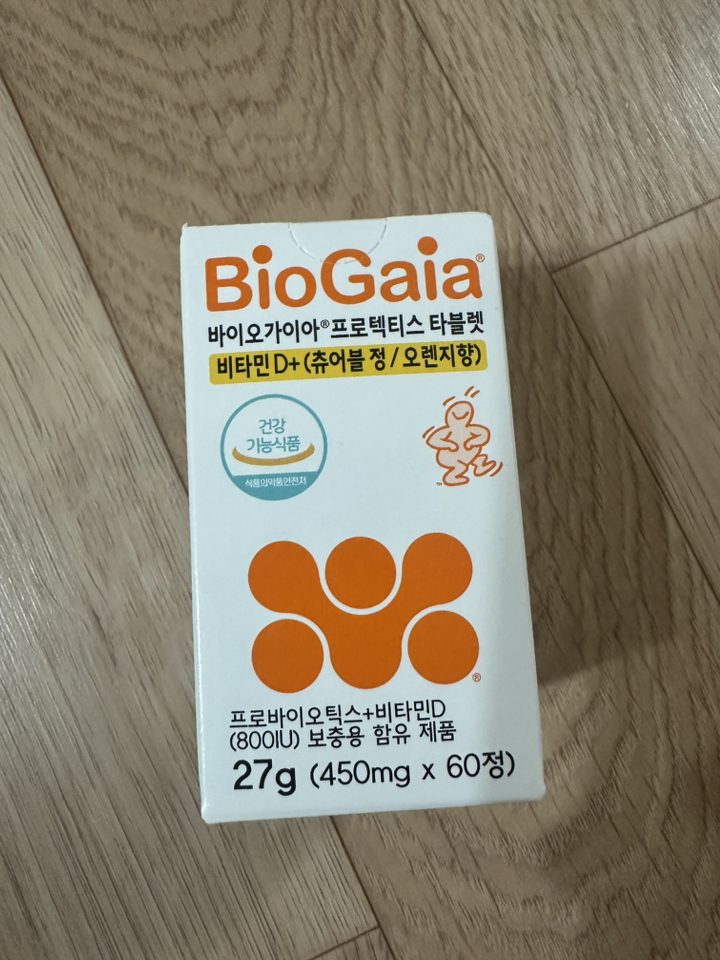 BioGaia®
바이오가이아®프로텍티스 타블렛
비타민 D+ (츄어블 정 / 오렌지향)
건강
기능식품
식품의약품안전처
TM
®
프로바이오틱스+비타민D
(800IU) 보충용 함유 제품
27g (450mg x 60정)